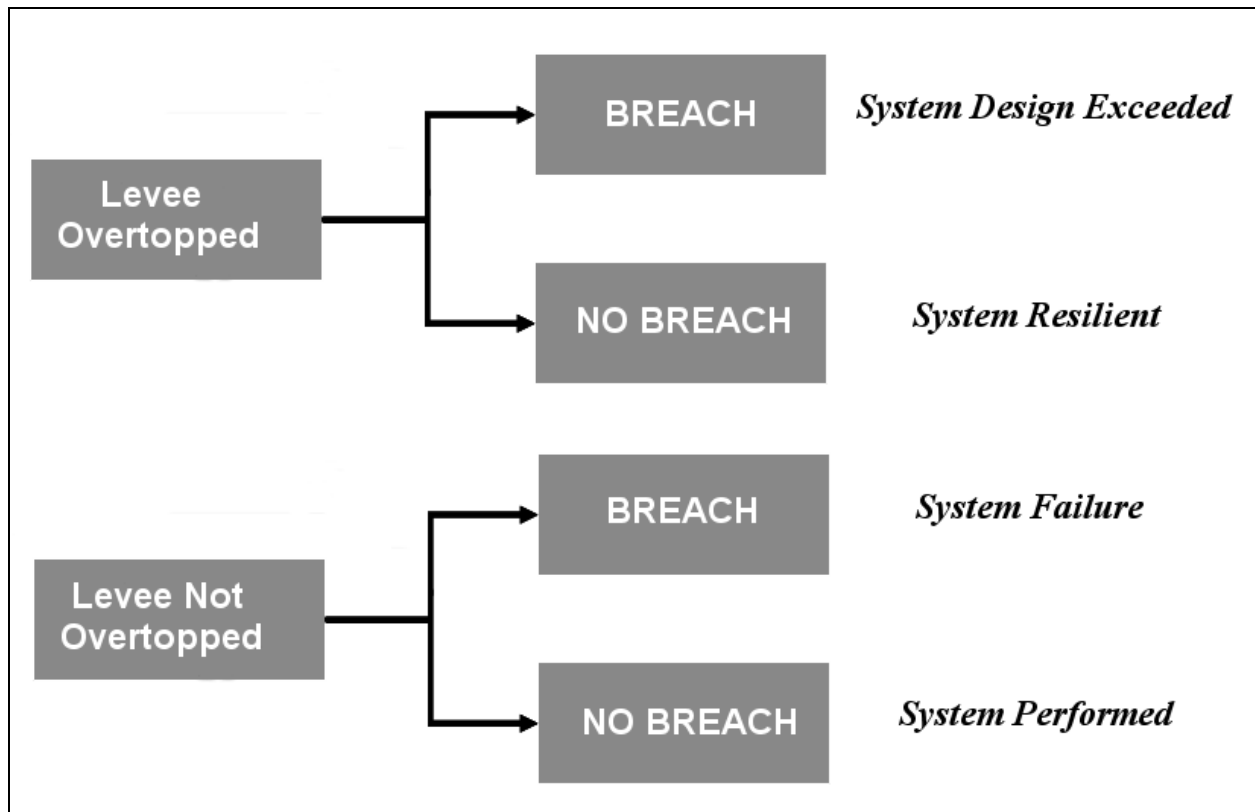 BREACH
System Design Exceeded
Levee
Overtopped
NO BREACH
System Resilient
BREACH
System Failure
Levee Not
Overtopped
NO BREACH
System Performed